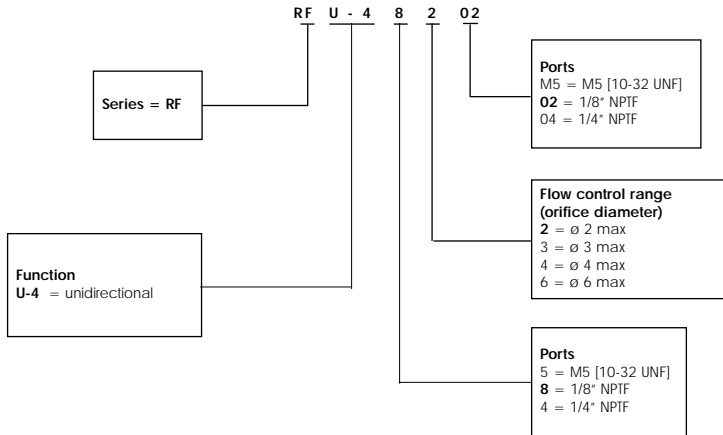 RF U-4 8 2 02
Series = RF
Function
U-4 = unidirectional
Ports
M5 = M5 [10-32 UNF]
02 = 1/8" NPTF
04 = 1/4" NPTF
Flow control range
(orifice diameter)
2 = ø 2 max
3 = ø 3 max
4 = ø 4 max
6 = ø 6 max
Ports
5 = M5 [10-32 UNF]
8 = 1/8" NPTF
4 = 1/4" NPTF